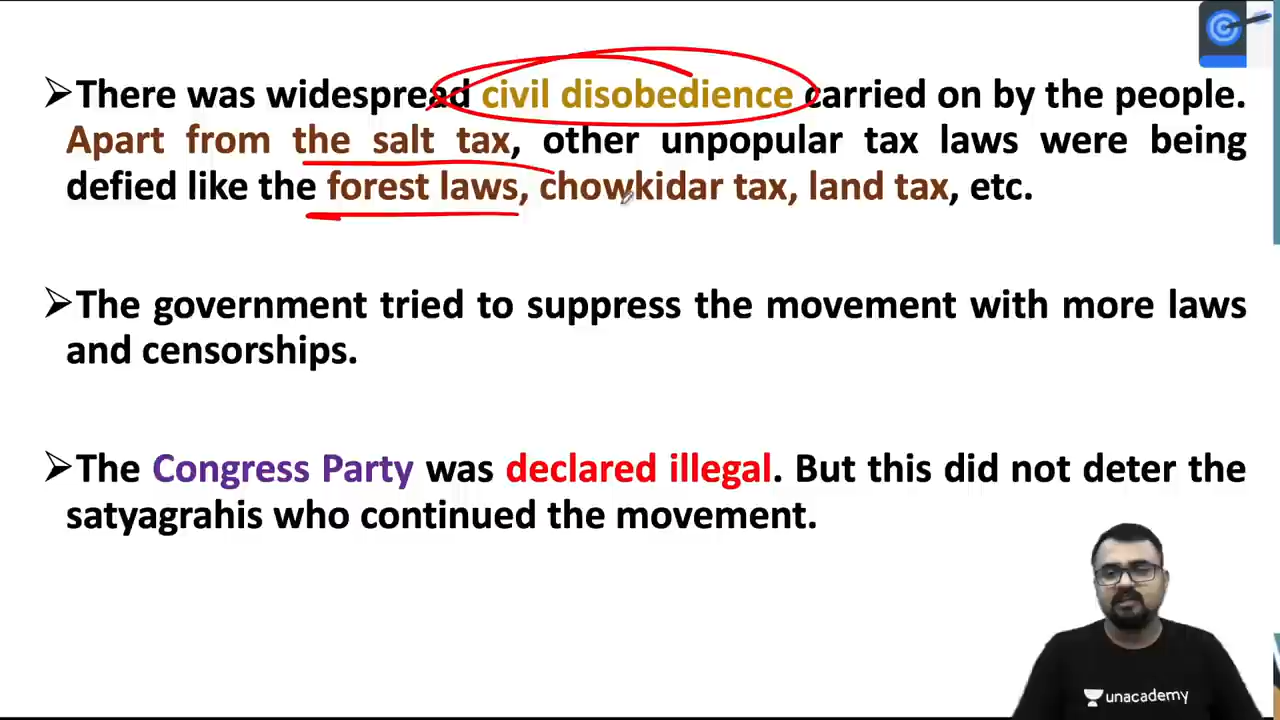 ➢There was widespread civil disobedience carried on by the people.
Apart from the salt tax, other unpopular tax laws were being
defied like the forest laws, chowkidar tax, land tax, etc.
➢The government tried to suppress the movement with more laws
and censorships.
➢The Congress Party was declared illegal. But this did not deter the
satyagrahis who continued the movement.
unacademy